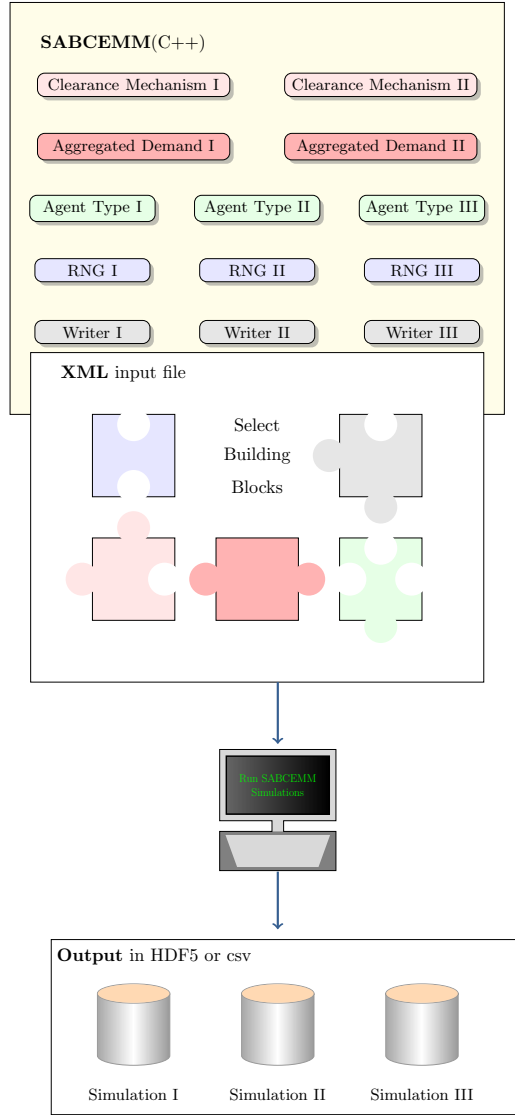 SABCEMM(C++)
Clearance Mechanism I
Clearance Mechanism II
Aggregated Demand I
Aggregated Demand II
Agent Type I
Agent Type II
Agent Type III
RNG I
RNG II
RNG III
Writer I
Writer II
Writer III
XML input file
Select
Building
Blocks
Run SABCEMM
Simulations
Output in HDF5 or csv
Simulation I
Simulation II
Simulation III